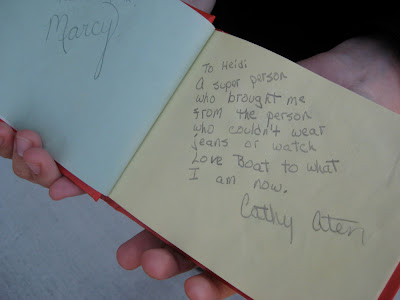 Marcy
To Heidi
A super person
who brought me
from the person
who couldn't wear
jeans or watch
Love Boat to what
I am now.
Cathy Aten